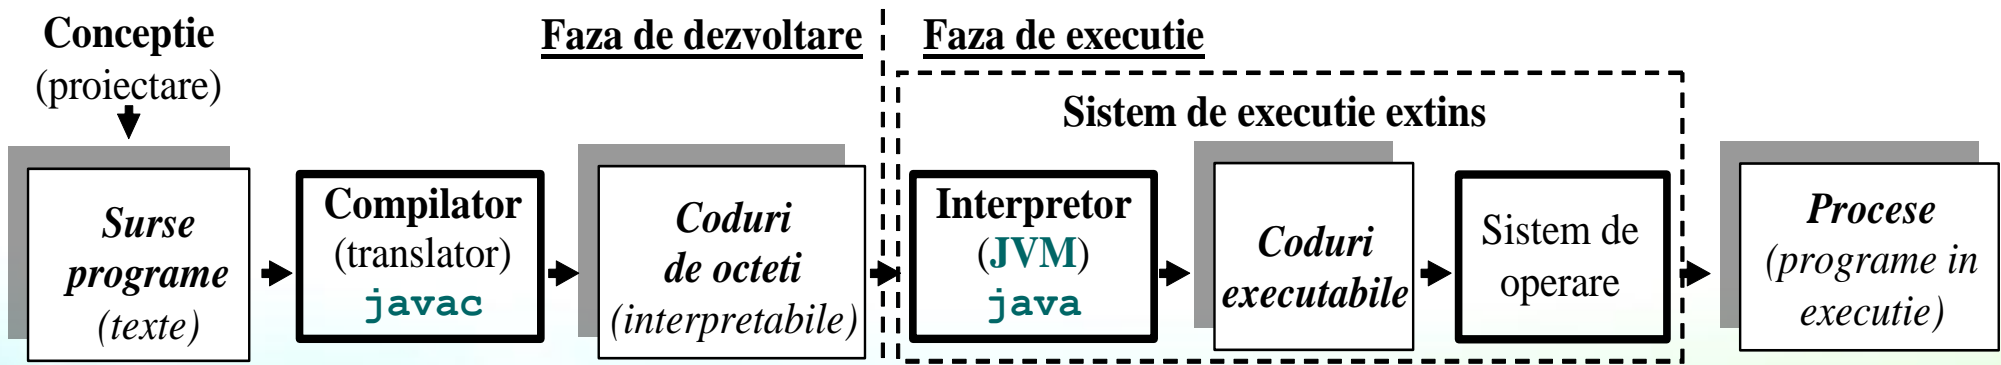 Conceptie
(proiectare)
Faza de dezvoltare
Faza de executie
Sistem de executie extins
Surse
programe
(texte)
Compilator
(translator)
javac
Coduri
de octeti
(interpretabile)
Interpretor
(JVM)
java
Coduri
executabile
Sistem de
operare
Procese
(programe in
executie)